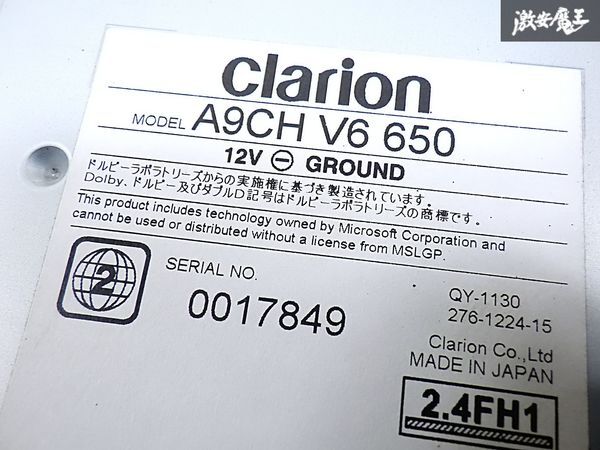 激安魔王
clarion
MODEL A9CH V6 650
12V ⊖ GROUND
ドルビーラボラトリーズからの実施権に基づき製造されています。
Dolby、ドルビー及びダブルD記号はドルビーラボラトリーズの商標です。
This product includes technology owned by Microsoft Corporation and
cannot be used or distributed without a license from MSLGP.
2
SERIAL NO.
0017849
QY-1130
276-1224-15
Clarion Co.,Ltd
MADE IN JAPAN
2.4FH1